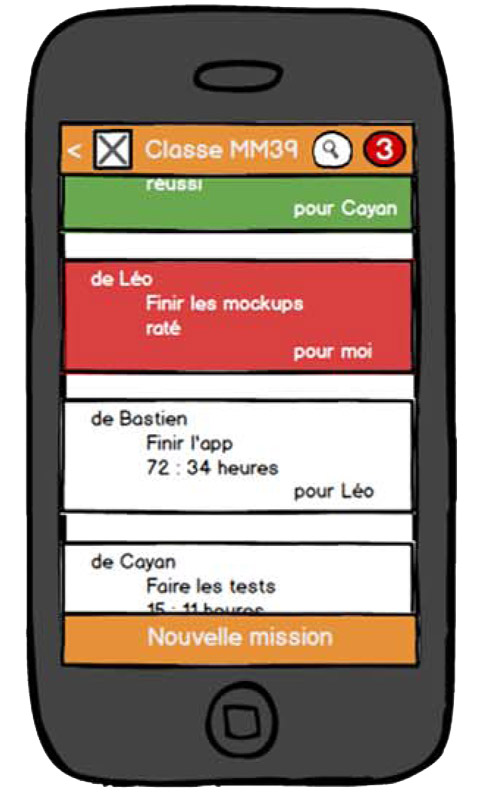 < Classe MM39 3
réussi
pour Cayan
de Léo
Finir les mockups
raté
pour moi
de Bastien
Finir l'app
72 : 34 heures
pour Léo
de Cayan
Faire les tests
15 : 11 heures
Nouvelle mission